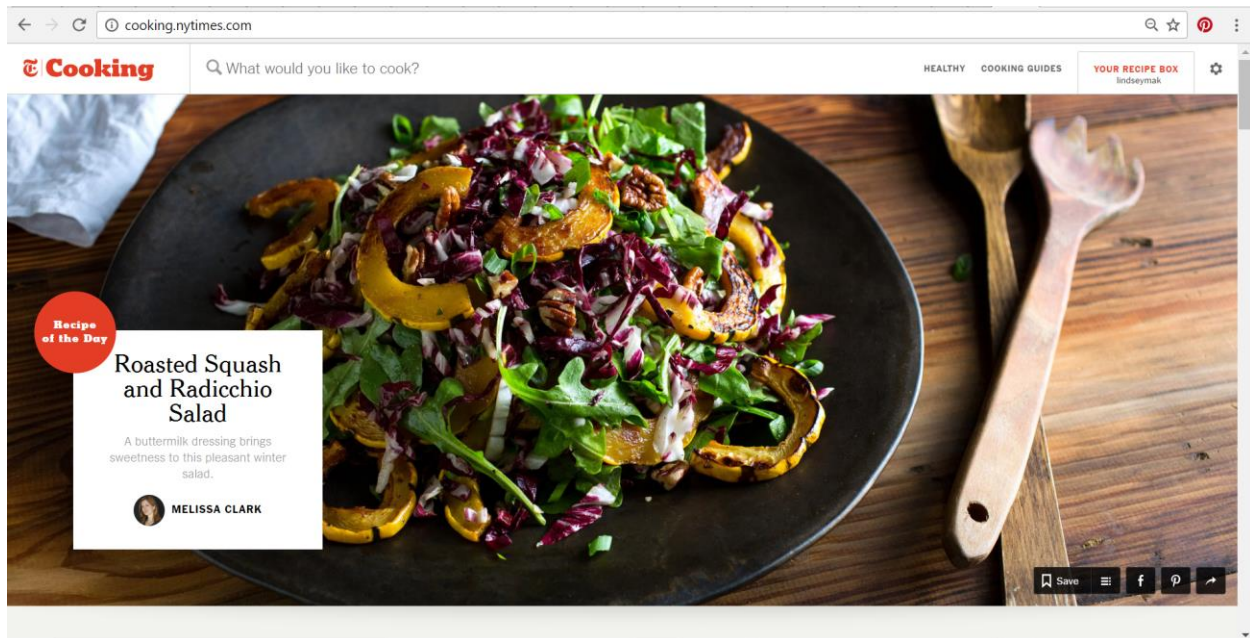 cooking.nytimes.com
T Cooking
What would you like to cook?
HEALTHY COOKING GUIDES
YOUR RECIPE BOX
lindseymak
Recipe
of the Day
Roasted Squash
and Radicchio
Salad
A buttermilk dressing brings
sweetness to this pleasant winter
salad.
MELISSA CLARK
Save